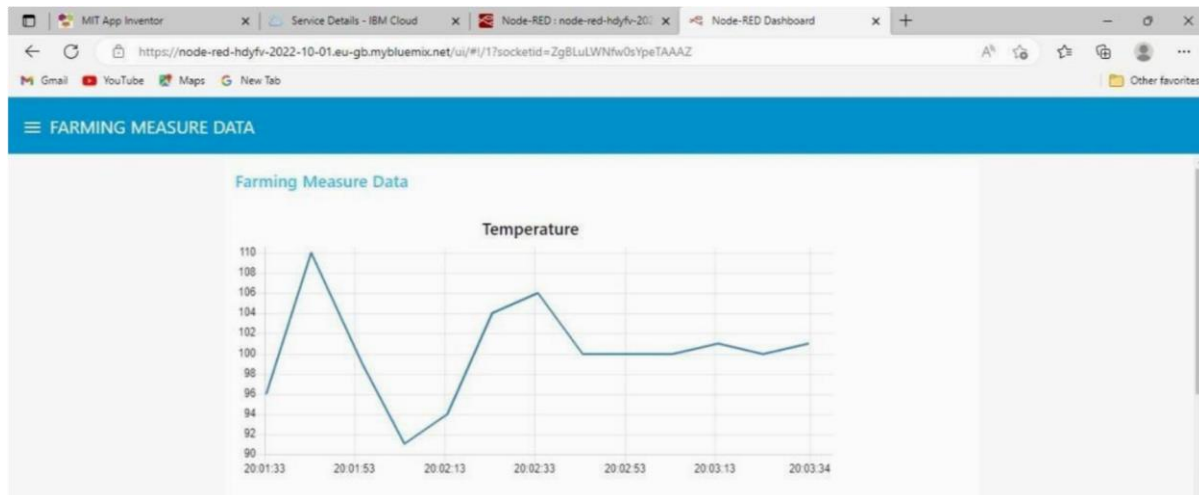 MIT App Inventor
Service Details - IBM Cloud
Node-RED : node-red-hdyfv-202
Node-RED Dashboard
https://node-red-hdyfv-2022-10-01.eu-gb.mybluemix.net/ui/#!/1?socketid=ZgBLuLWNfw0sYpeTAAAZ
Gmail YouTube Maps New Tab Other favorites
FARMING MEASURE DATA
Farming Measure Data
Temperature
110
108
106
104
102
100
98
96
94
92
90
20:01:33 20:01:53 20:02:13 20:02:33 20:02:53 20:03:13 20:03:34